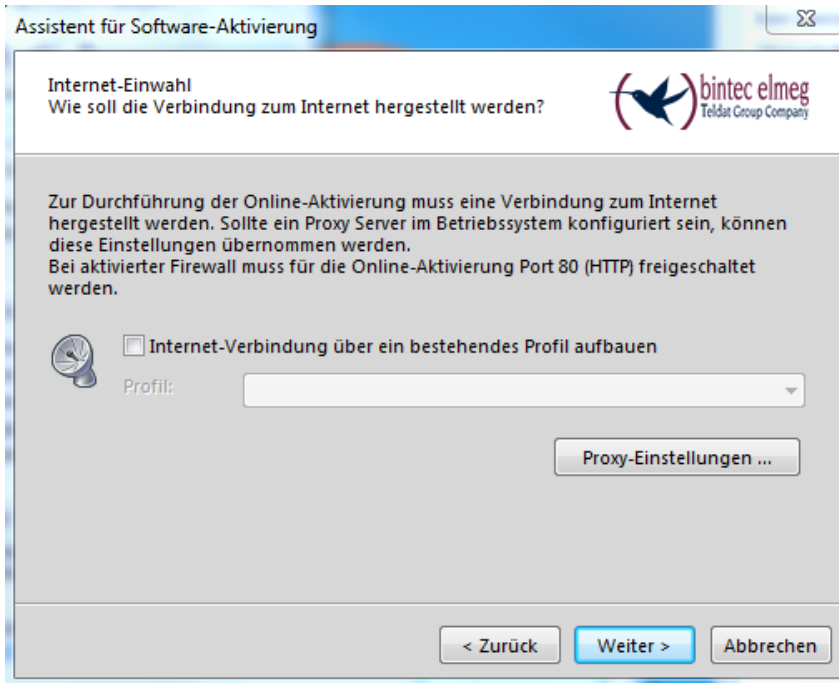 Assistent für Software-Aktivierung
Internet-Einwahl
Wie soll die Verbindung zum Internet hergestellt werden?
bintec elmeg
Teldat Group Company
Zur Durchführung der Online-Aktivierung muss eine Verbindung zum Internet
hergestellt werden. Sollte ein Proxy Server im Betriebssystem konfiguriert sein, können
diese Einstellungen übernommen werden.
Bei aktivierter Firewall muss für die Online-Aktivierung Port 80 (HTTP) freigeschaltet
werden.
Internet-Verbindung über ein bestehendes Profil aufbauen
Profil:
Proxy-Einstellungen ...
< Zurück
Weiter >
Abbrechen